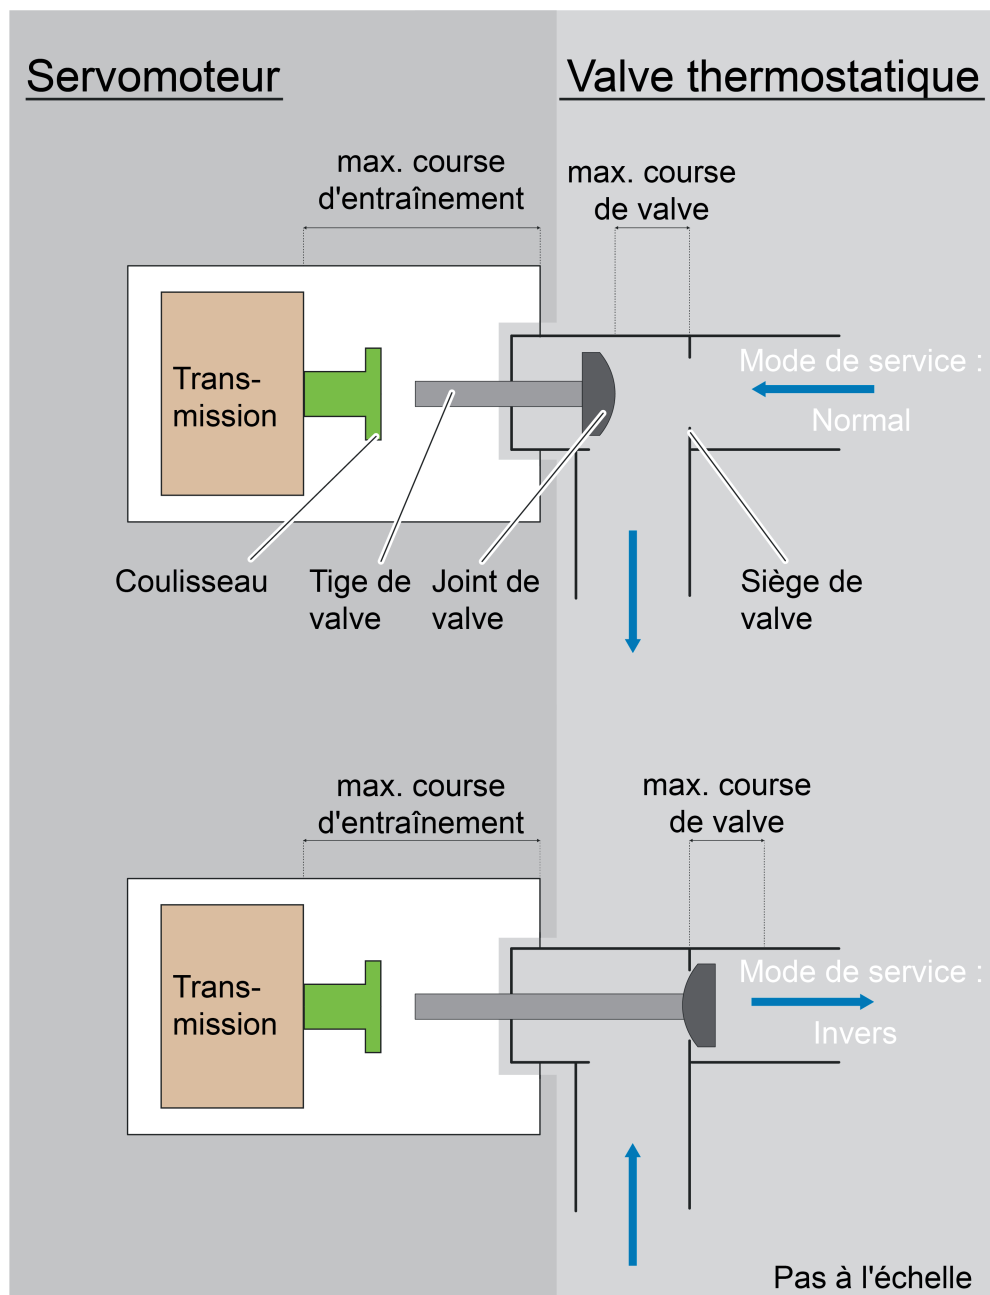 Servomoteur
Valve thermostatique
max. course
d'entraînement
max. course
de valve
Trans-
mission
Mode de service :
Normal
Coulisseau
Tige de
valve
Joint de
valve
Siège de
valve
max. course
d'entraînement
max. course
de valve
Trans-
mission
Mode de service :
Invers
Pas à l'échelle